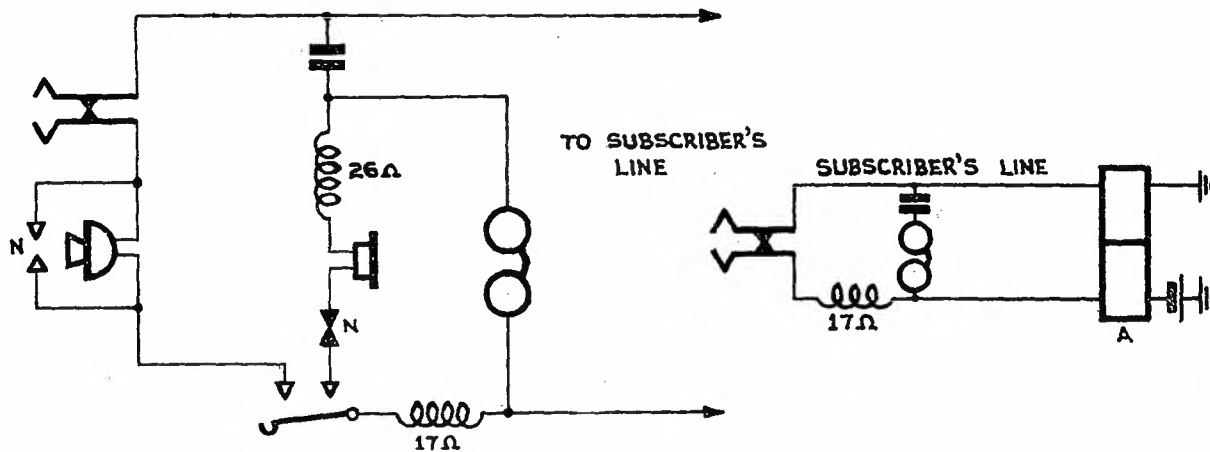 26Ω
N
N
17Ω
TO SUBSCRIBER'S
LINE
SUBSCRIBER'S LINE
17Ω
A